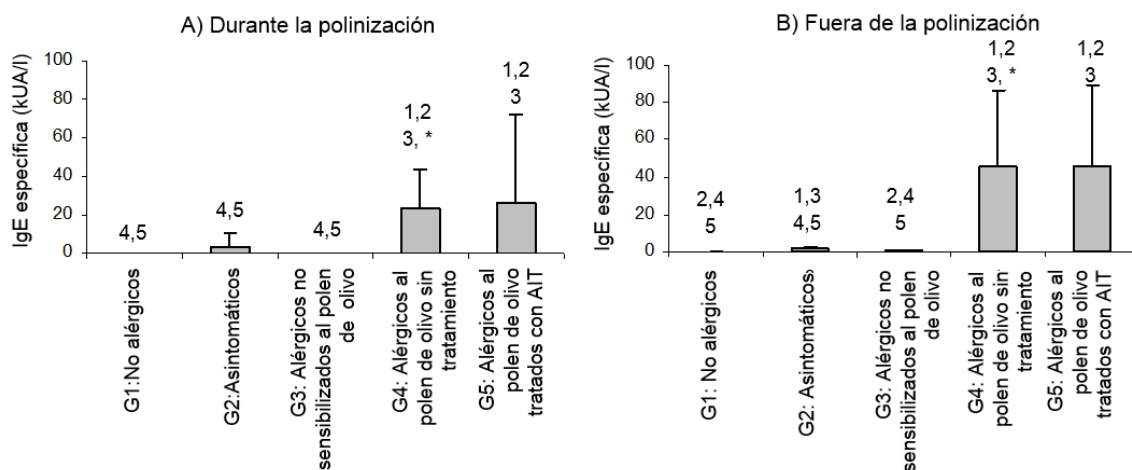 A) Durante la polinización
IgE específica (kUA/l)
100
80
60
40
20
0
4,5
4,5
4,5
1,2
3, *
1,2
3
G1:No alérgicos
G2:Asintomáticos
G3: Alérgicos no
sensibilizados al polen
de olivo
G4: Alérgicos al
polen de olivo sin
tratamiento
G5: Alérgicos al
polen de olivo
tratados con AIT
B) Fuera de la polinización
IgE específica (kUA/l)
100
80
60
40
20
0
2,4
5
1,3
4,5
2,4
5
1,2
3, *
1,2
3
G1: No alérgicos
G2: Asintomáticos
G3: Alérgicos no
sensibilizados al polen
de olivo
G4: Alérgicos al
polen de olivo sin
tratamiento
G5: Alérgicos al
polen de olivo
tratados con AIT